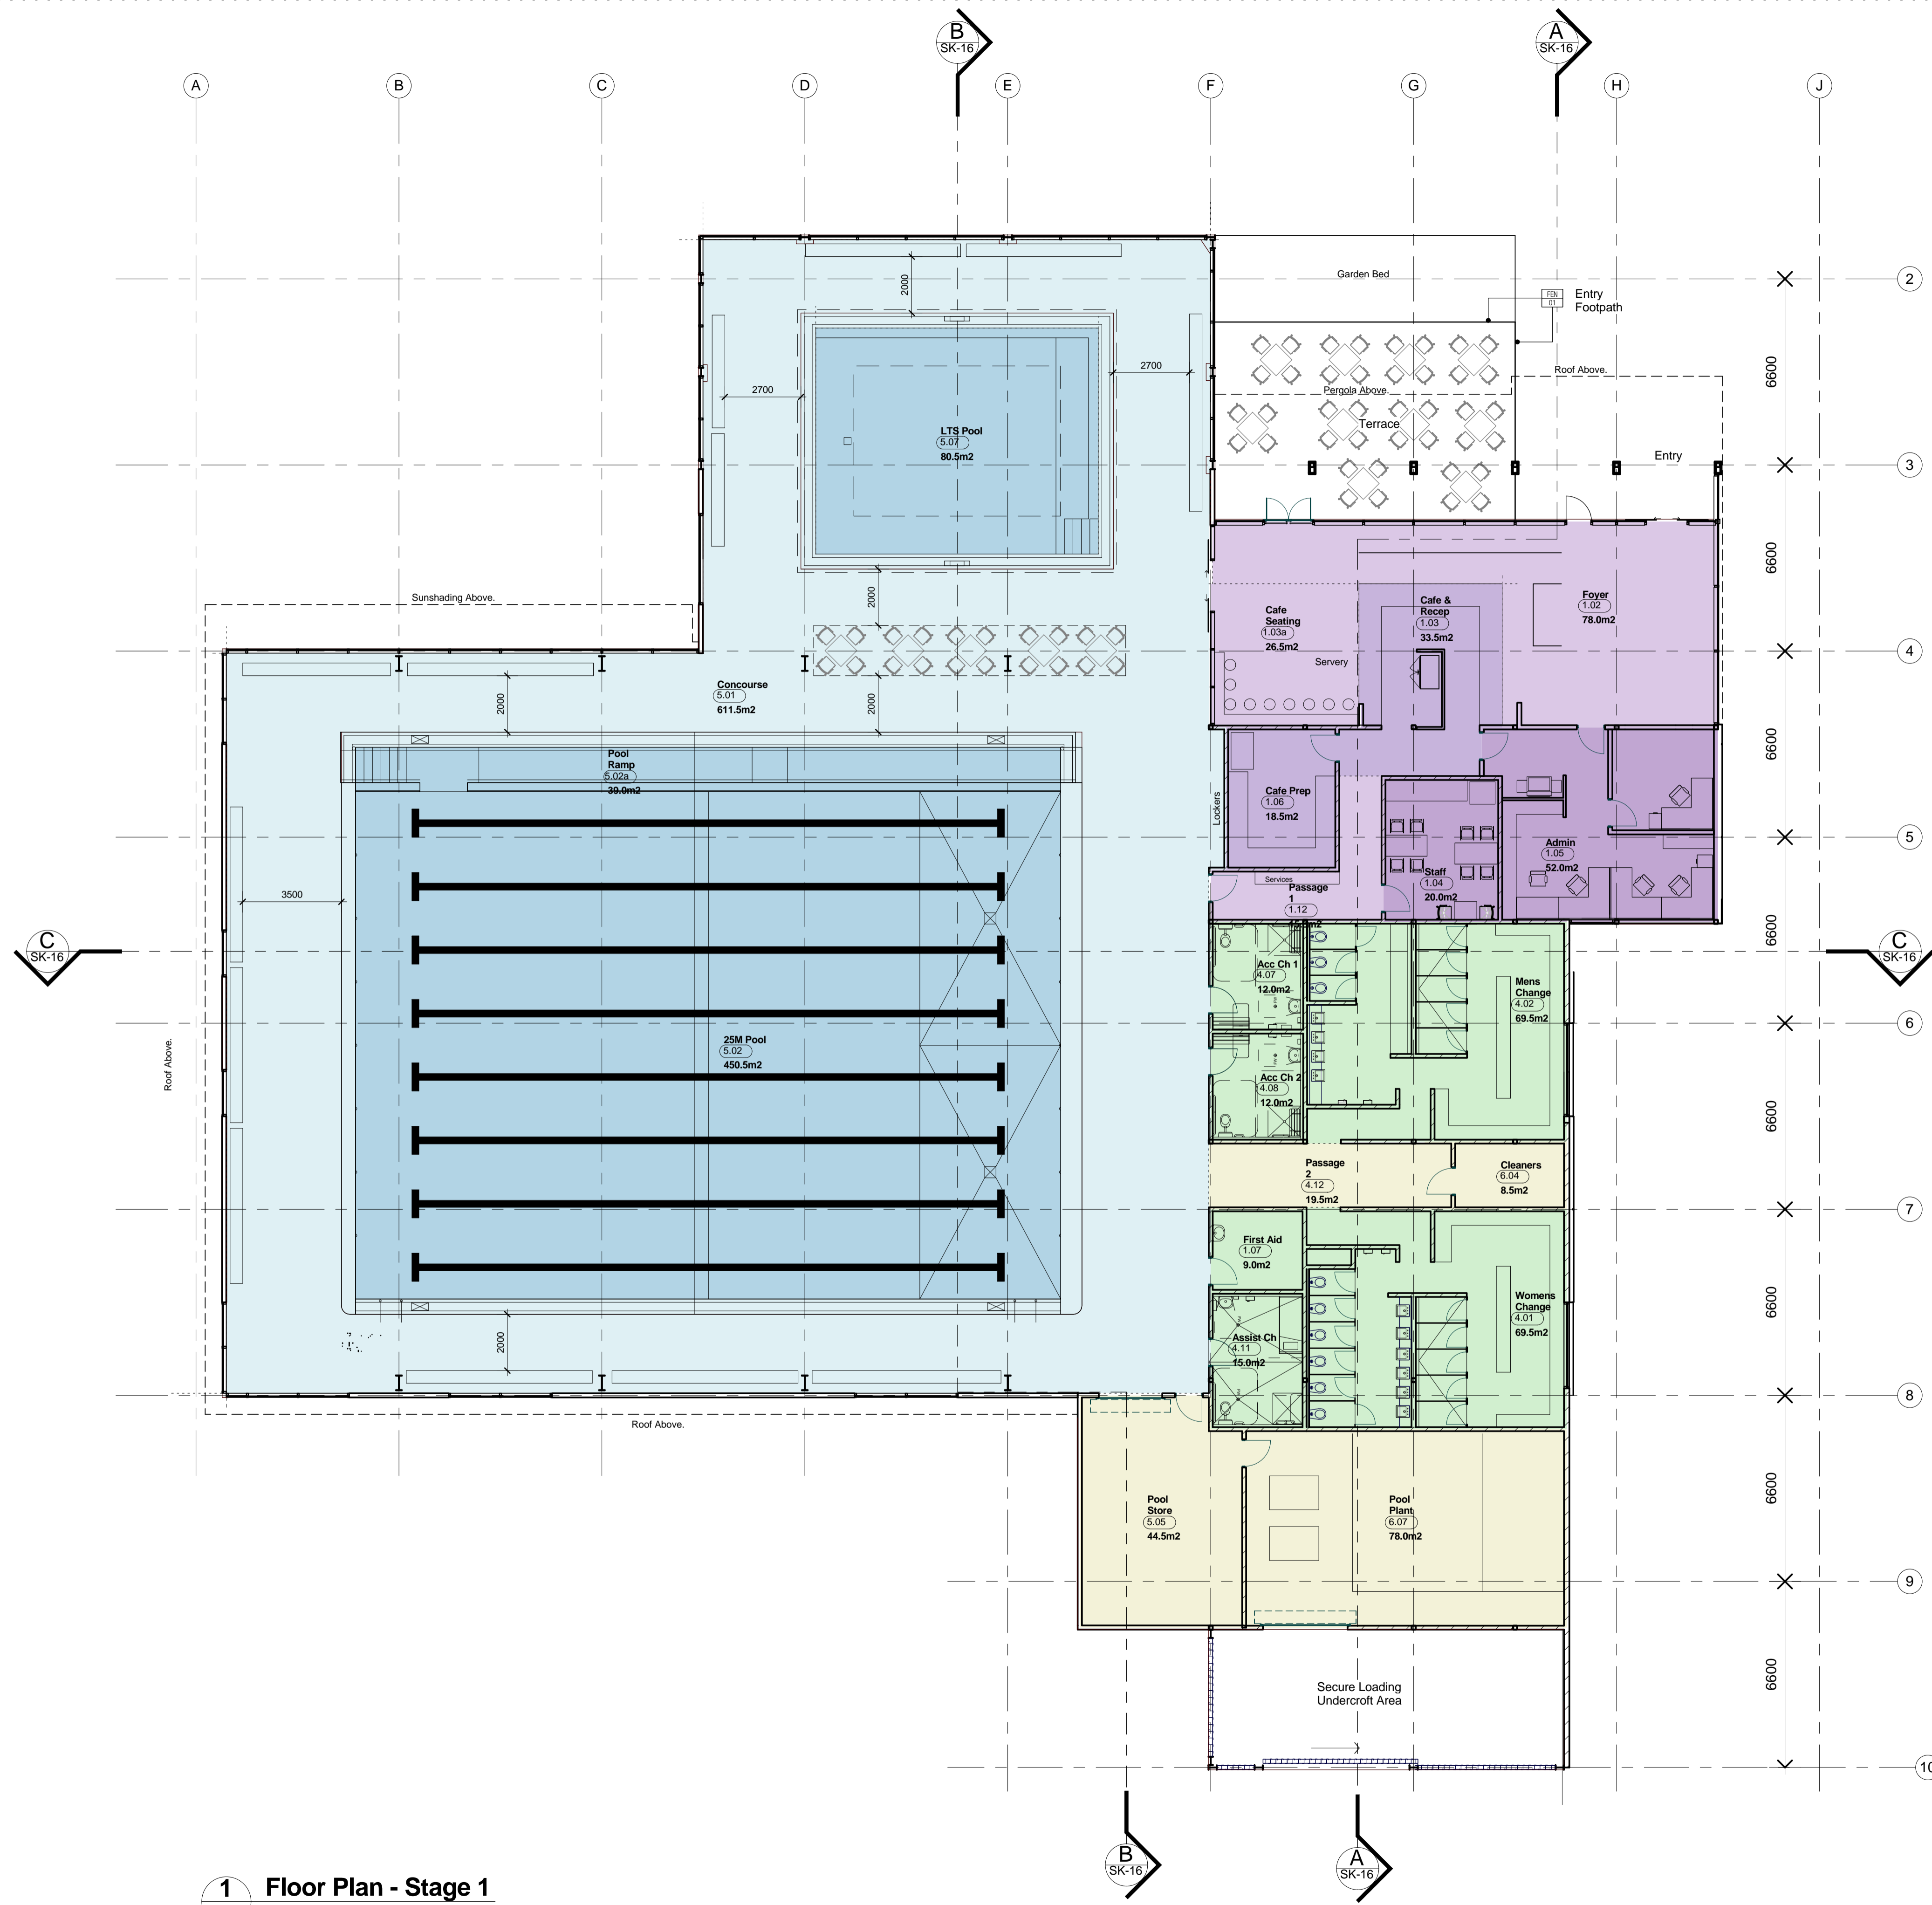 B
SK-16
A
SK-16
A
B
C
D
E
F
G
H
J
Garden Bed
2
FEN
01
Entry
Footpath
2000
6600
Roof Above.
2700
2700
Pergola Above.
Terrace
LTS Pool
5.07
80.5m2
Entry
3
6600
Sunshading Above.
2000
Cafe
Seating
1.03a
26.5m2
Cafe &
Recep
1.03
33.5m2
Foyer
1.02
78.0m2
Servery
4
Concourse
5.01
611.5m2
2000
2000
6600
Pool
Ramp
5.02a
39.0m2
Lockers
Cafe Prep
1.06
18.5m2
5
Admin
1.05
52.0m2
Staff
1.04
20.0m2
Services
Passage
1
1.12
3500
6600
C
SK-16
C
SK-16
Acc Ch 1
4.07
12.0m2
Mens
Change
4.02
69.5m2
6
Roof Above.
25M Pool
5.02
450.5m2
Acc Ch 2
4.08
12.0m2
6600
Passage
2
4.12
19.5m2
Cleaners
6.04
8.5m2
7
First Aid
1.07
9.0m2
6600
Womens
Change
4.01
69.5m2
Assist Ch
4.11
15.0m2
2000
8
Roof Above.
6600
Pool
Store
5.05
44.5m2
Pool
Plant
6.07
78.0m2
9
6600
Secure Loading
Undercroft Area
10
B
SK-16
A
SK-16
1
Floor Plan - Stage 1